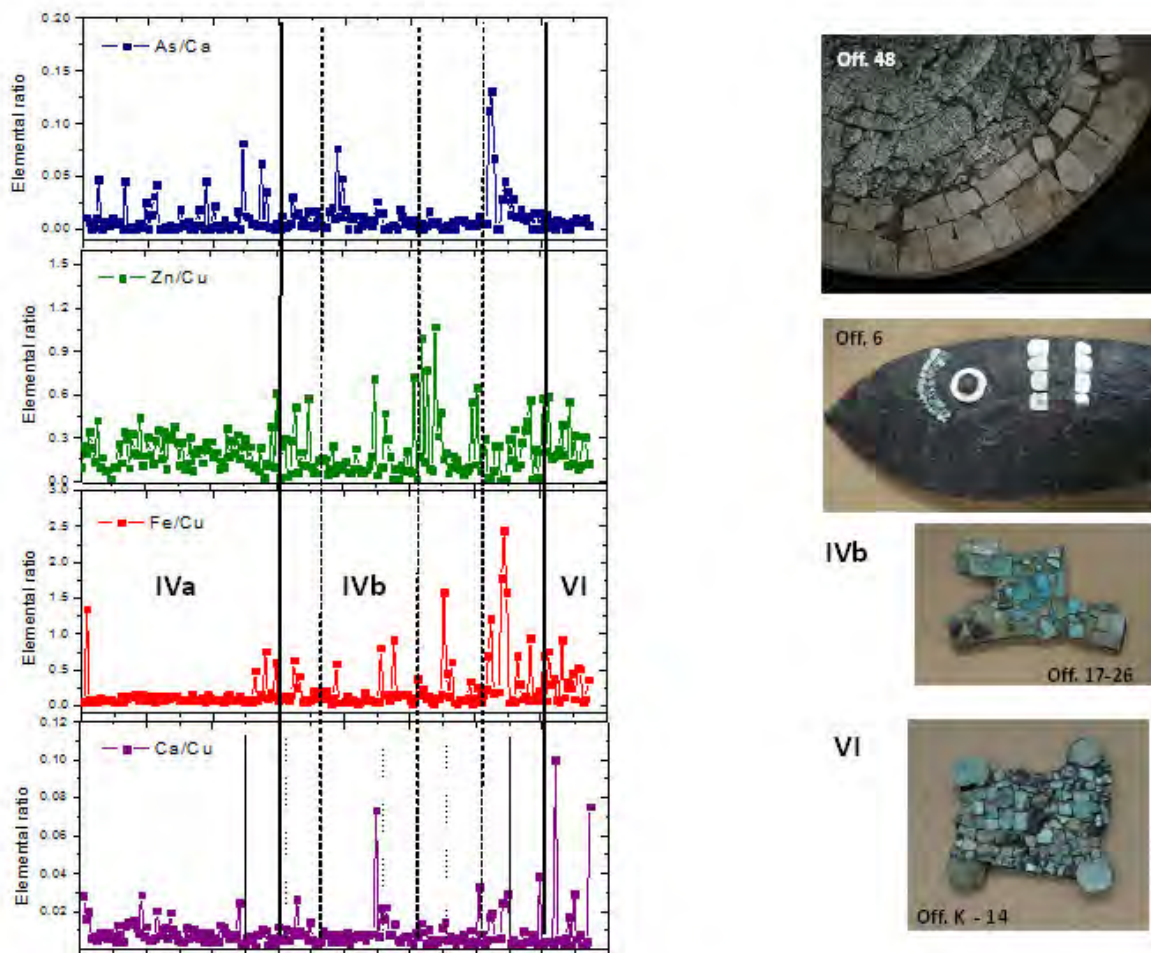 0.20
As/Ca
0.15
0.10
0.05
0.00
Elemental ratio
1.5
Zn/Cu
1.2
0.9
0.6
0.3
0.0
Elemental ratio
3.0
Fe/Cu
2.5
2.0
1.5
1.0
0.5
0.0
Elemental ratio
IVa
IVb
VI
0.12
Ca/Cu
0.10
0.08
0.06
0.04
0.02
Elemental ratio
Off. 48
Off. 6
IVb
Off. 17-26
VI
Off. K - 14